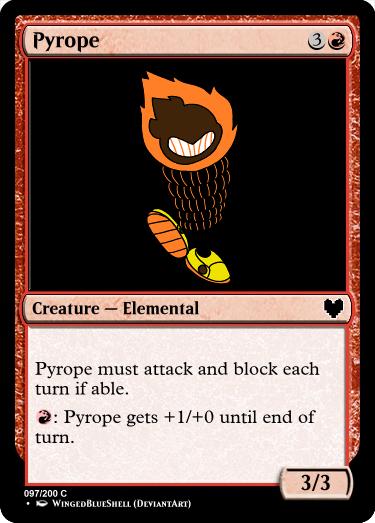 Pyrope 3
Creature — Elemental
Pyrope must attack and block each
turn if able.
: Pyrope gets +1/+0 until end of
turn.
3/3
097/200 C
• WingedBlueShell (DeviantArt)